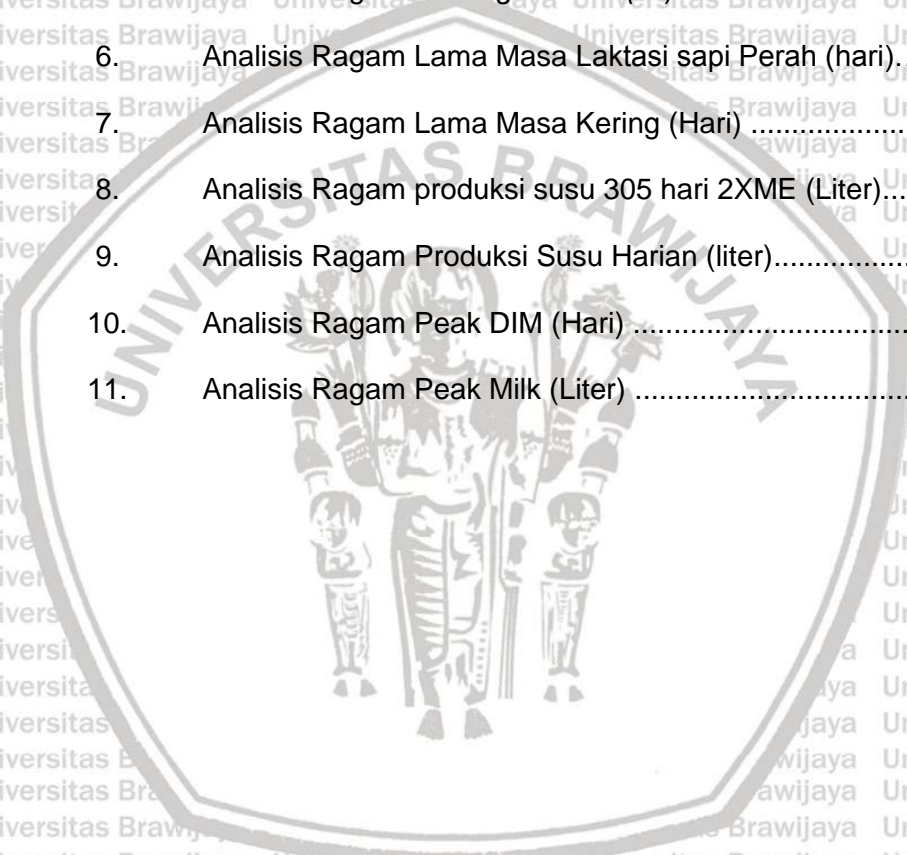 6. Analisis Ragam Lama Masa Laktasi sapi Perah (hari).
7. Analisis Ragam Lama Masa Kering (Hari) ...................
8. Analisis Ragam produksi susu 305 hari 2XME (Liter)...
9. Analisis Ragam Produksi Susu Harian (liter).................
10. Analisis Ragam Peak DIM (Hari) ..................................
11. Analisis Ragam Peak Milk (Liter) ..................................
UNIVERSITAS BRAWIJAYA